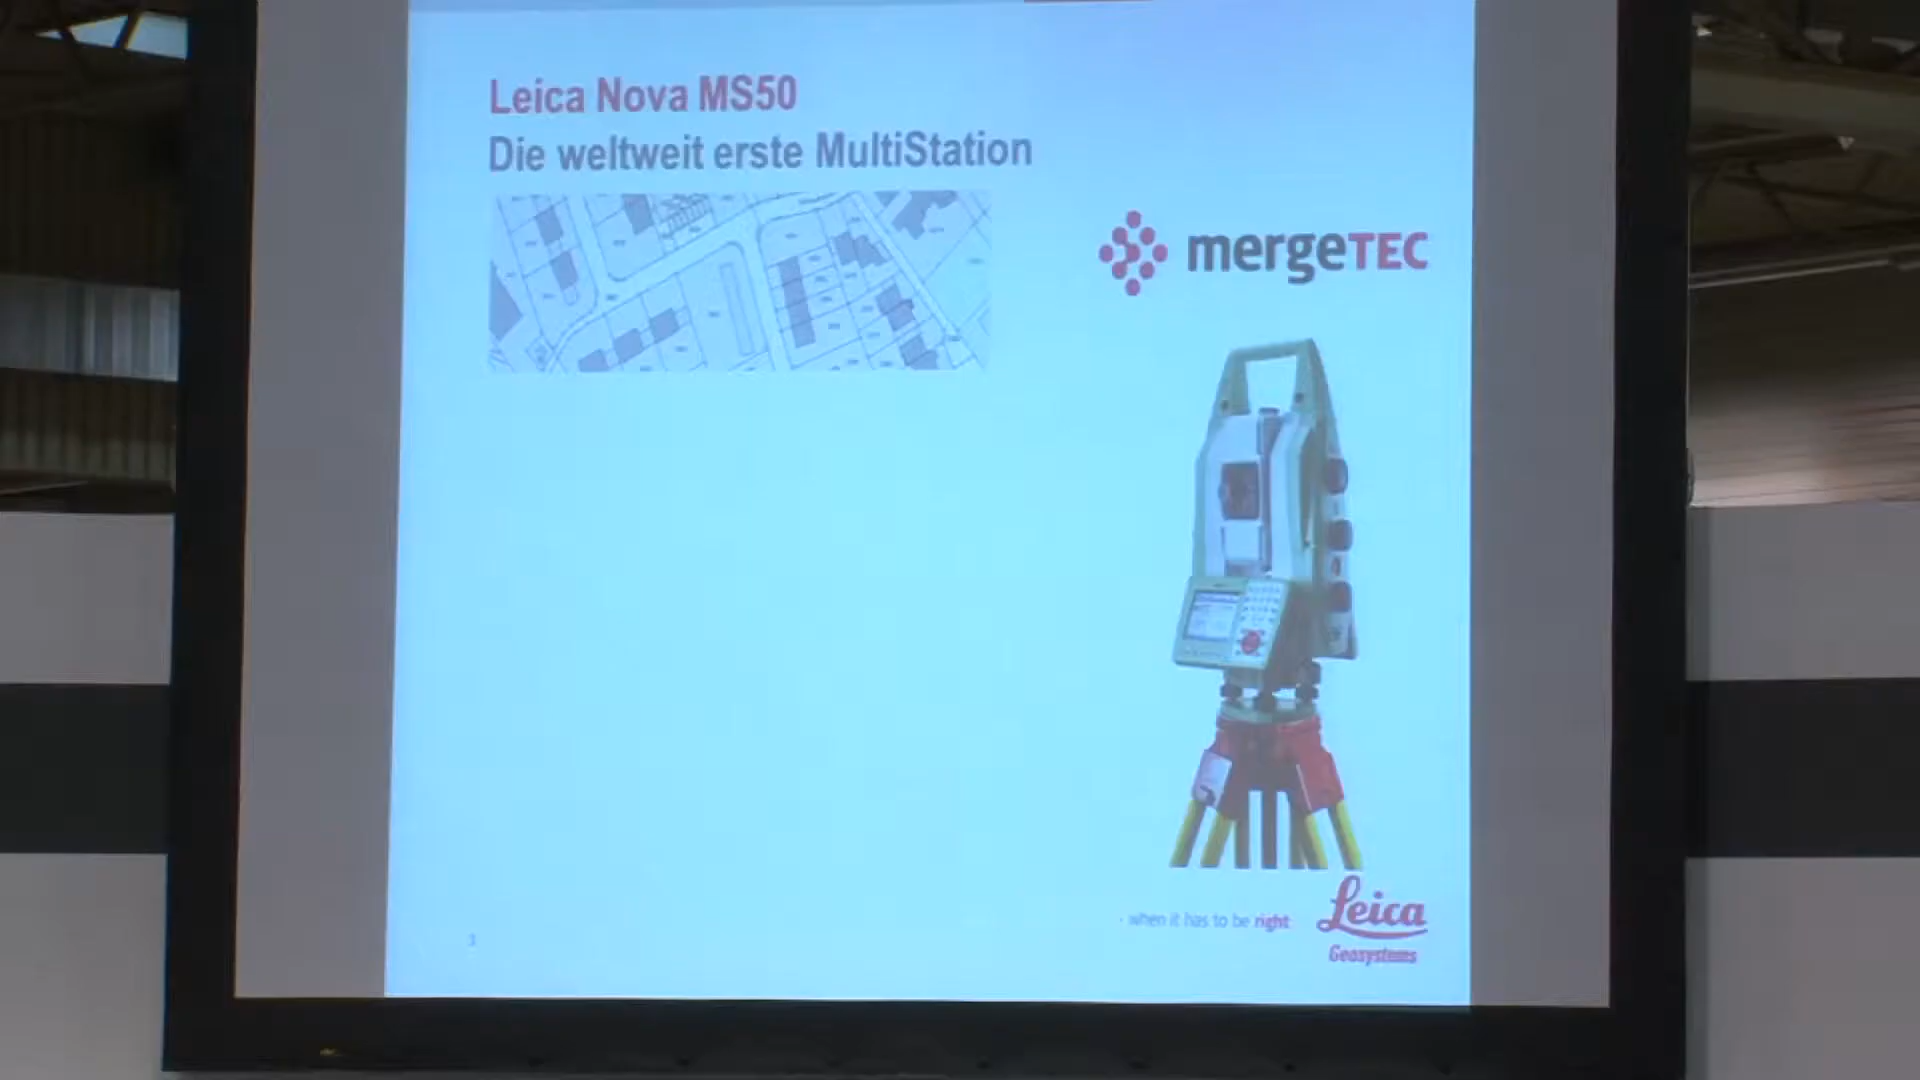 Leica Nova MS50
Die weltweit erste MultiStation
mergeTEC
- when it has to be right
Leica
Geosystems